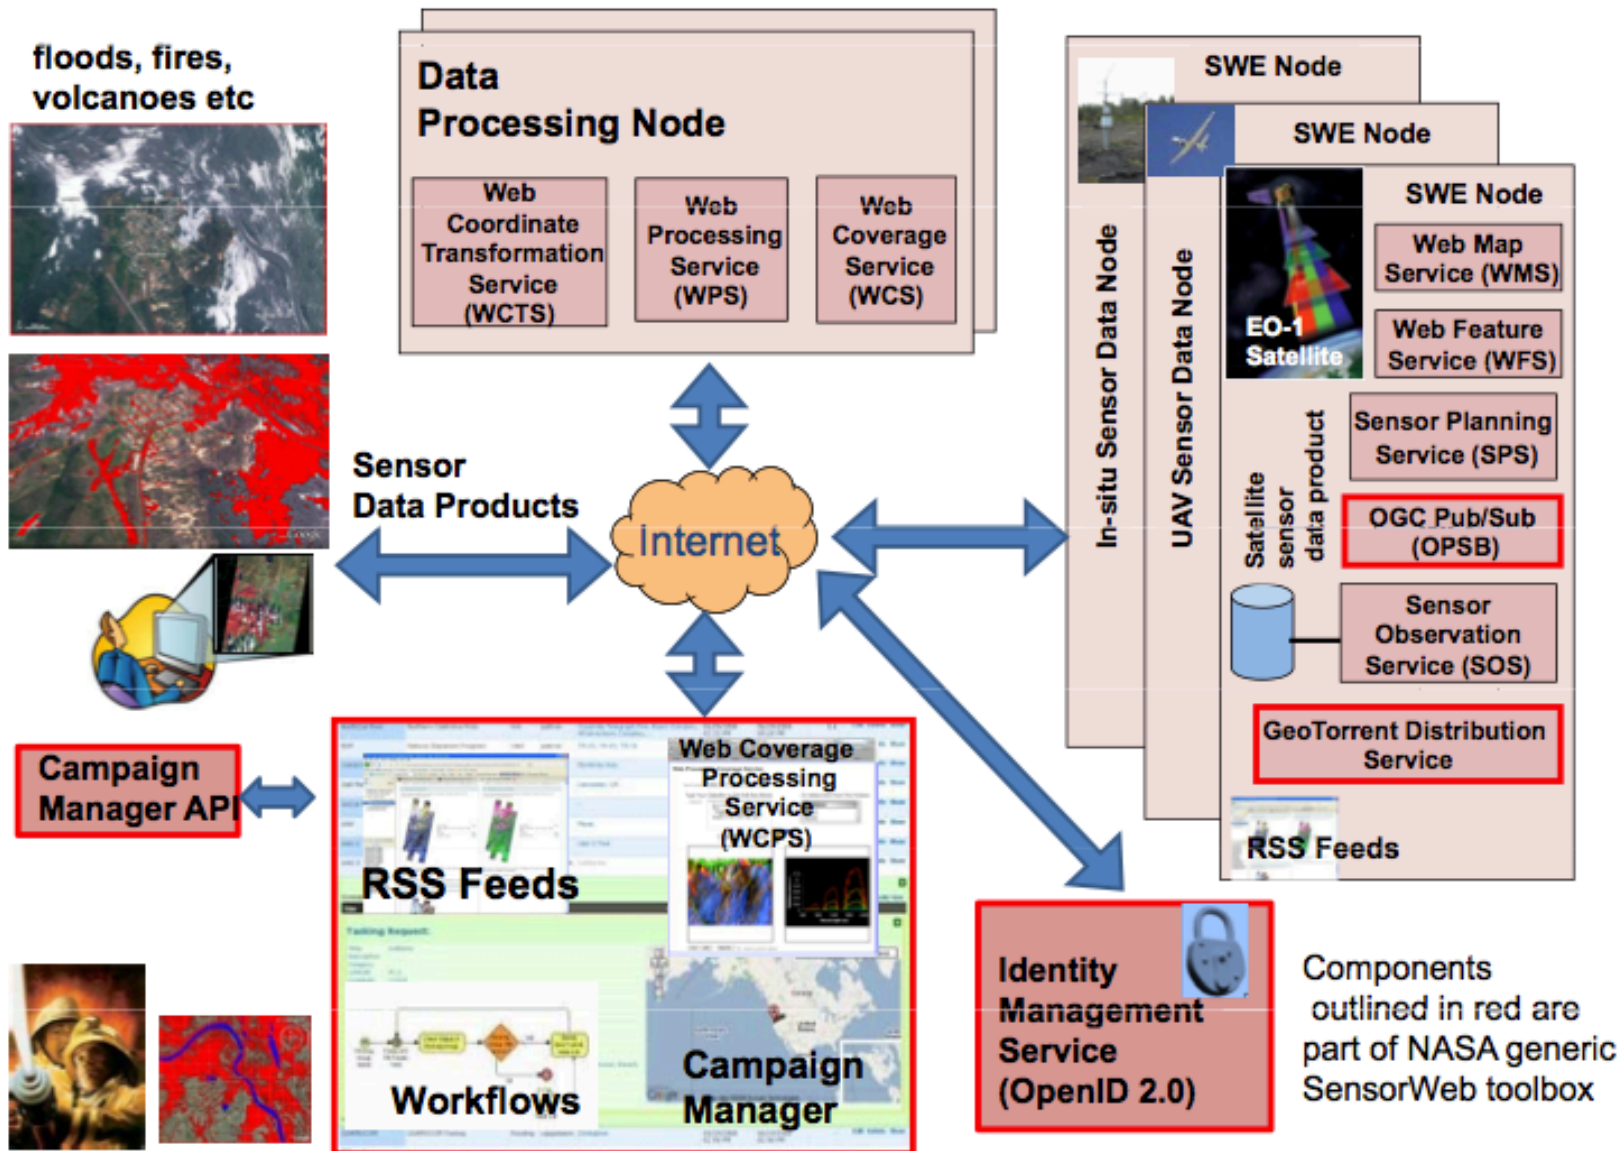 floods, fires,
volcanoes etc
Data
Processing Node
Web
Coordinate
Transformation
Service
(WCTS)
Web
Processing
Service
(WPS)
Web
Coverage
Service
(WCS)
SWE Node
In-situ Sensor Data Node
SWE Node
UAV Sensor Data Node
SWE Node
EO-1
Satellite
Web Map
Service (WMS)
Web Feature
Service (WFS)
Sensor Planning
Service (SPS)
OGC Pub/Sub
(OPSB)
Satellite
sensor
data product
Sensor
Observation
Service (SOS)
GeoTorrent Distribution
Service
RSS Feeds
Sensor
Data Products
Internet
Campaign
Manager API
Web Coverage
Processing
Service
(WCPS)
RSS Feeds
Tasking Request:
Workflows
Campaign
Manager
Identity
Management
Service
(OpenID 2.0)
Components
outlined in red are
part of NASA generic
SensorWeb toolbox